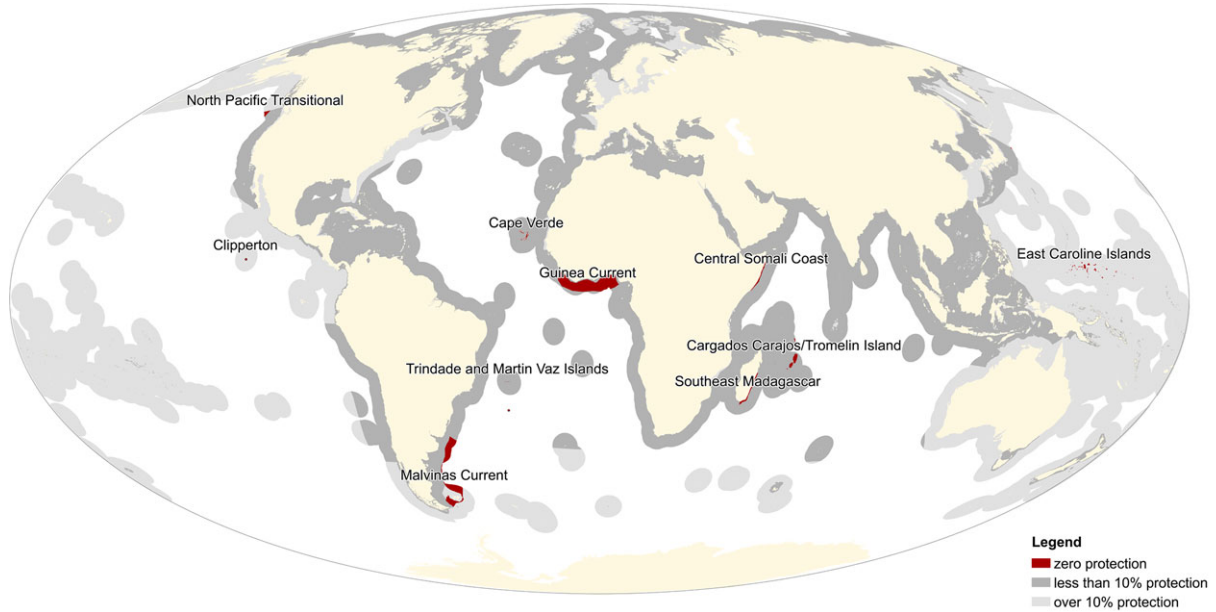 North Pacific Transitional
Cape Verde
Clipperton
Central Somali Coast
East Caroline Islands
Guinea Current
Cargados Carajos/Tromelin Island
Trindade and Martin Vaz Islands
Southeast Madagascar
Malvinas Current
Legend
zero protection
less than 10% protection
over 10% protection